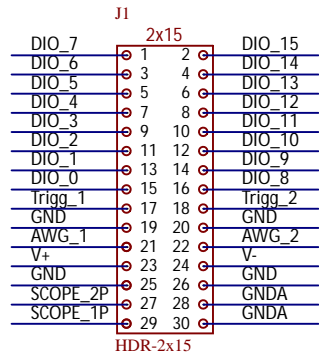 J1
2x15
DIO_7 1 2 DIO_15
DIO_6 3 4 DIO_14
DIO_5 5 6 DIO_13
DIO_4 7 8 DIO_12
DIO_3 9 10 DIO_11
DIO_2 11 12 DIO_10
DIO_1 13 14 DIO_9
DIO_0 15 16 DIO_8
Trigg_1 17 18 Trigg_2
GND 19 20 GND
AWG_1 21 22 AWG_2
V+ 23 24 V-
GND 25 26 GND
SCOPE_2P 27 28 GNDA
SCOPE_1P 29 30 GNDA
HDR-2x15